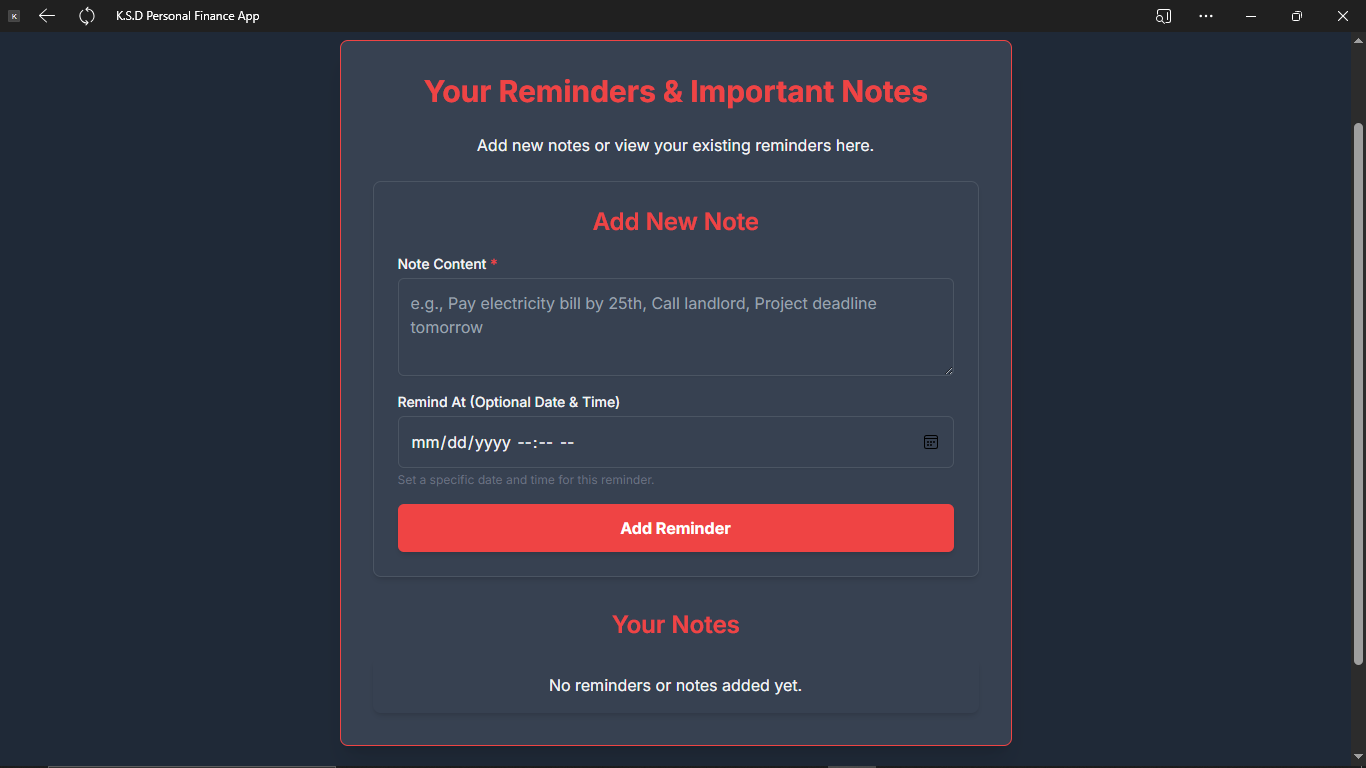 K
K.S.D Personal Finance App
Your Reminders & Important Notes
Add new notes or view your existing reminders here.
Add New Note
Note Content *
e.g., Pay electricity bill by 25th, Call landlord, Project deadline
tomorrow
Remind At (Optional Date & Time)
mm/dd/yyyy --:-- --
Set a specific date and time for this reminder.
Add Reminder
Your Notes
No reminders or notes added yet.